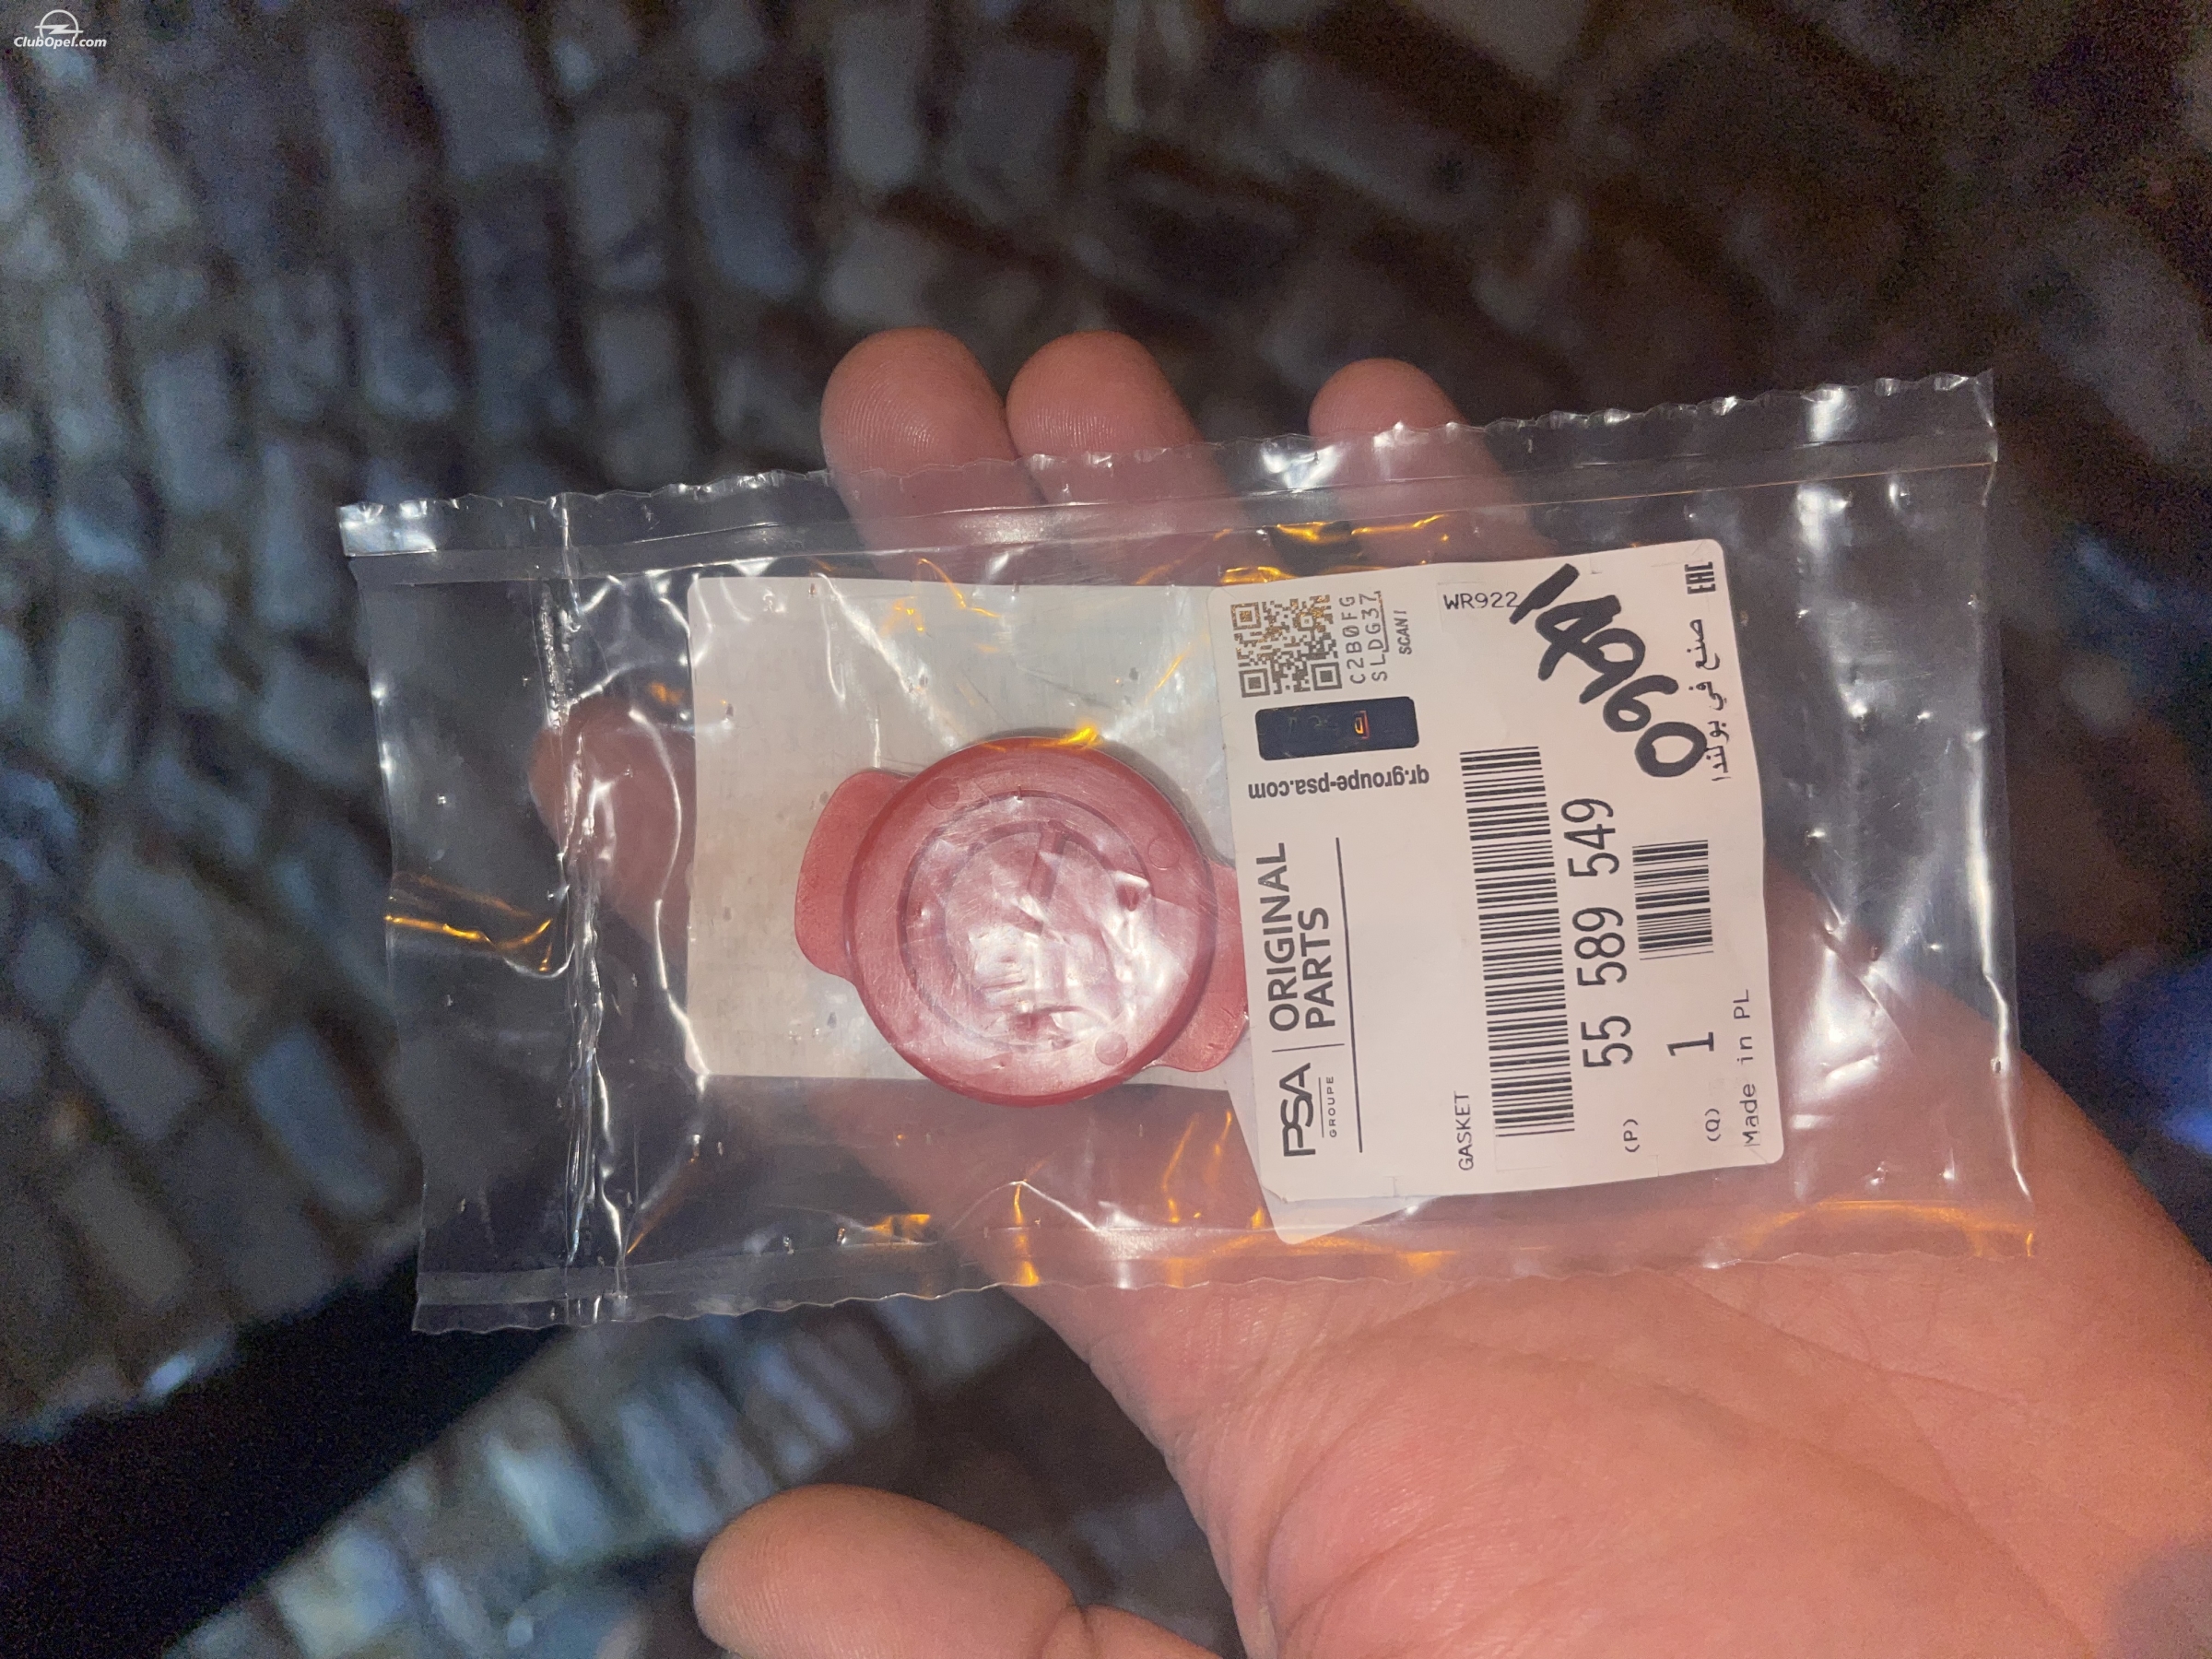 ClubOpel.com
C2B0FG
SLDG37
SCAN!
qr.groupe-psa.com
PSA
GROUPE
ORIGINAL
PARTS
WR922
14960
GASKET
(P) 55 589 549
(Q) 1
Made in PL
صنع في بولندا
EAC